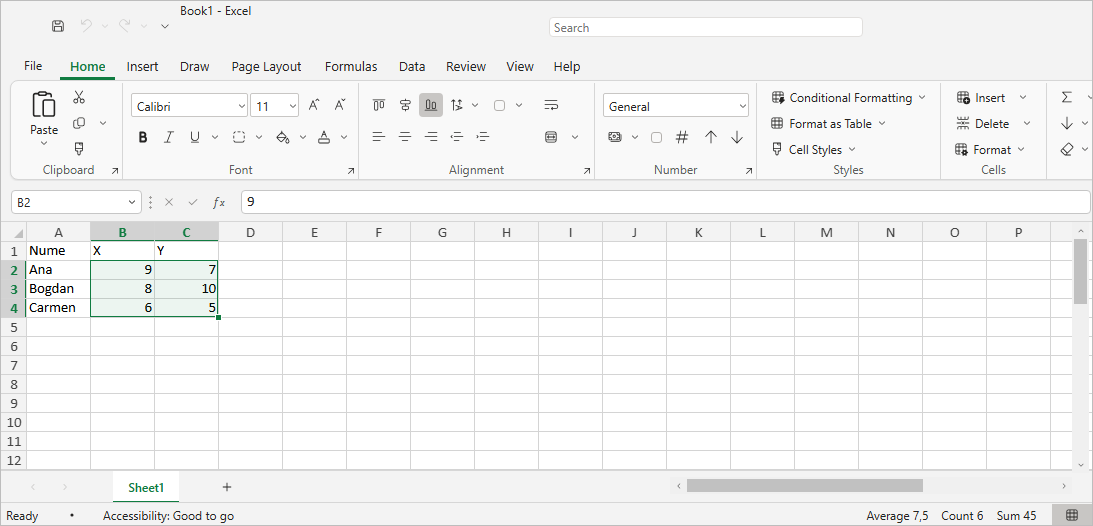 Book1 - Excel
Search
File Home Insert Draw Page Layout Formulas Data Review View Help
Paste
Calibri 11
B I U A
General
Conditional Formatting
Format as Table
Cell Styles
Insert
Delete
Format
Clipboard Font Alignment Number Styles Cells
B2 fx 9
A B C D E F G H I J K L M N O P
1 Nume X Y
2 Ana 9 7
3 Bogdan 8 10
4 Carmen 6 5
5
6
7
8
9
10
11
12
Sheet1 +
Ready • Accessibility: Good to go Average 7,5 Count 6 Sum 45